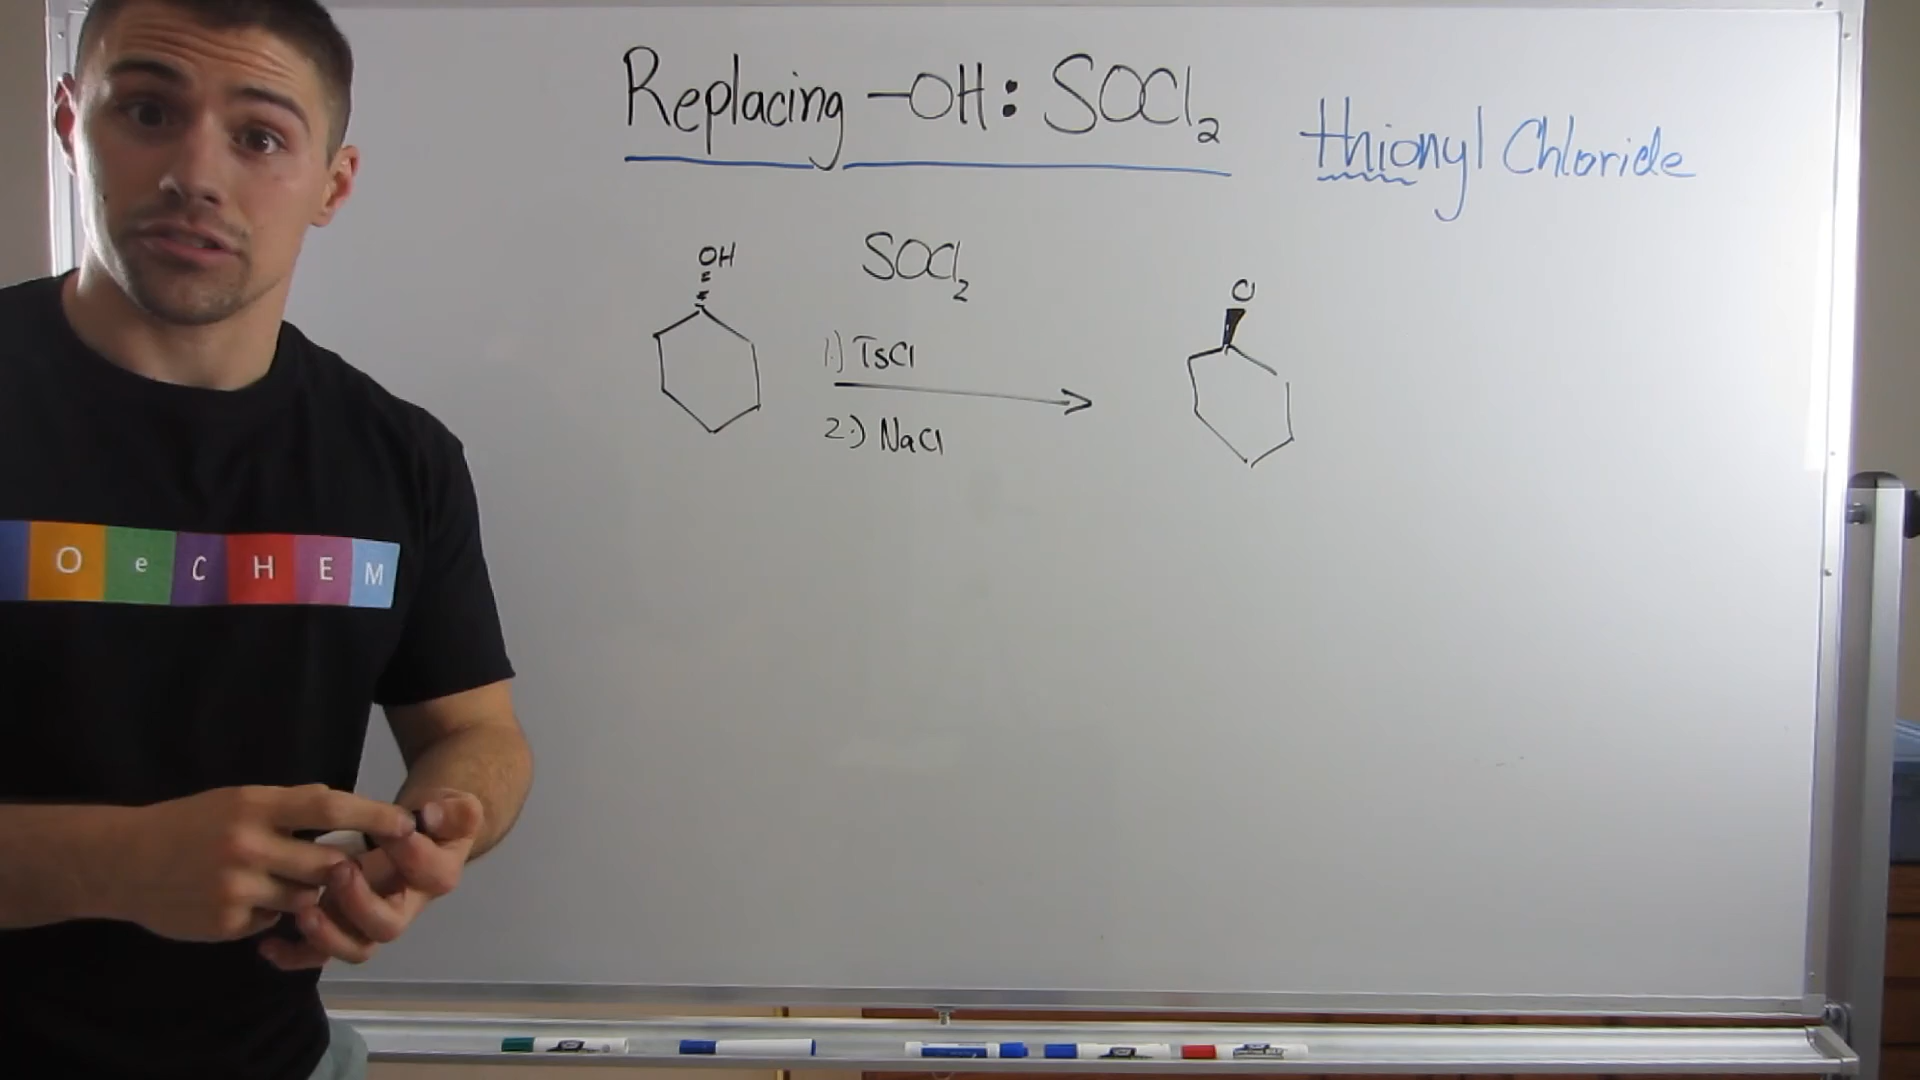 Replacing -OH: SOCl2
thionyl Chloride
OH
SOCl2
Cl
1.) TsCl
2.) NaCl
O e C H E M